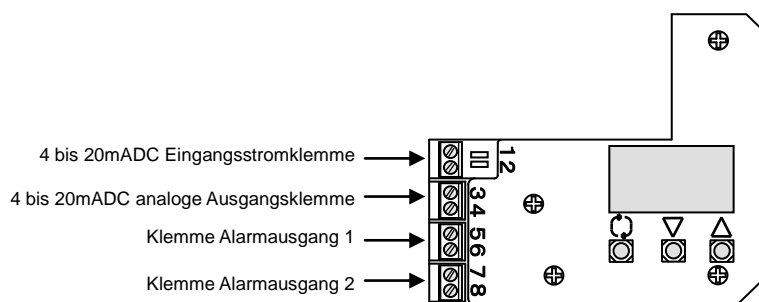 4 bis 20mADC Eingangsstromklemme
1 2
4 bis 20mADC analoge Ausgangsklemme
3 4
Klemme Alarmausgang 1
5 6
Klemme Alarmausgang 2
7 8